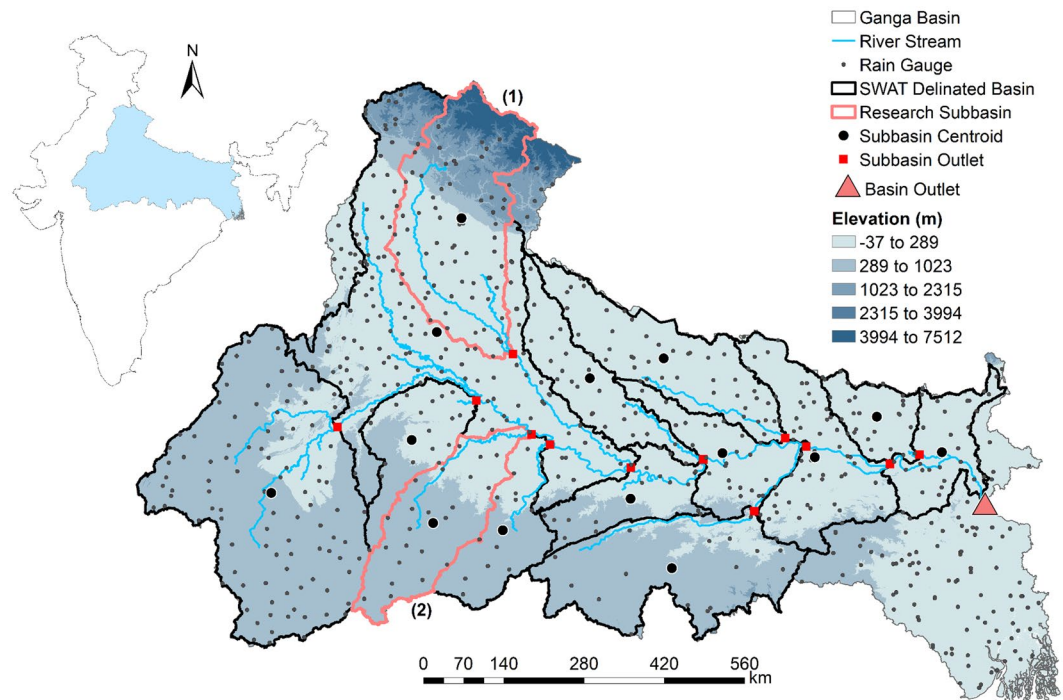 N
(1)
Ganga Basin
River Stream
Rain Gauge
SWAT Delinated Basin
Research Subbasin
Subbasin Centroid
Subbasin Outlet
Basin Outlet
Elevation (m)
-37 to 289
289 to 1023
1023 to 2315
2315 to 3994
3994 to 7512
(2)
0 70 140 280 420 560
km